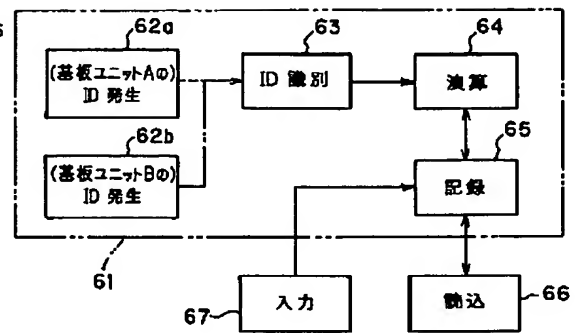 62a
63
64
(基板ユニットAの)
ID 発生
ID 識別
演算
62b
65
(基板ユニットBの)
ID 発生
記録
61
67
入力
読込
66